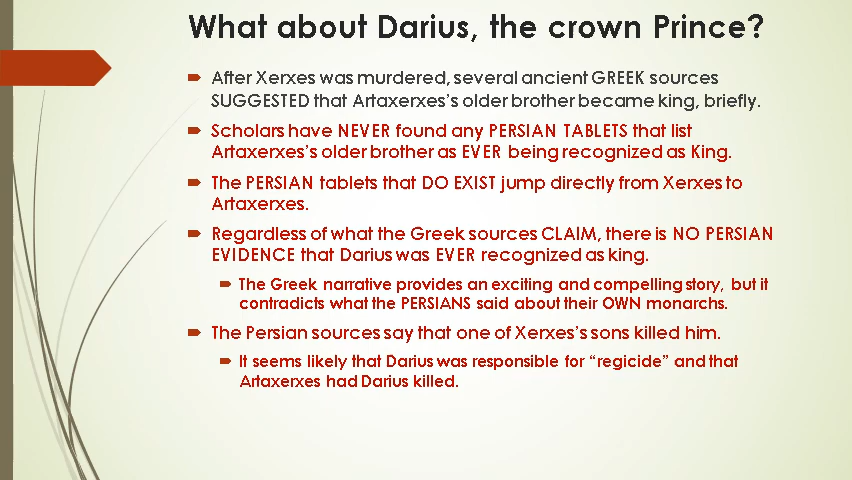 What about Darius, the crown Prince?
After Xerxes was murdered, several ancient GREEK sources
SUGGESTED that Artaxerxes's older brother became king, briefly.
Scholars have NEVER found any PERSIAN TABLETS that list
Artaxerxes's older brother as EVER being recognized as King.
The PERSIAN tablets that DO EXIST jump directly from Xerxes to
Artaxerxes.
Regardless of what the Greek sources CLAIM, there is NO PERSIAN
EVIDENCE that Darius was EVER recognized as king.
The Greek narrative provides an exciting and compelling story, but it
contradicts what the PERSIANS said about their OWN monarchs.
The Persian sources say that one of Xerxes's sons killed him.
It seems likely that Darius was responsible for “regicide” and that
Artaxerxes had Darius killed.